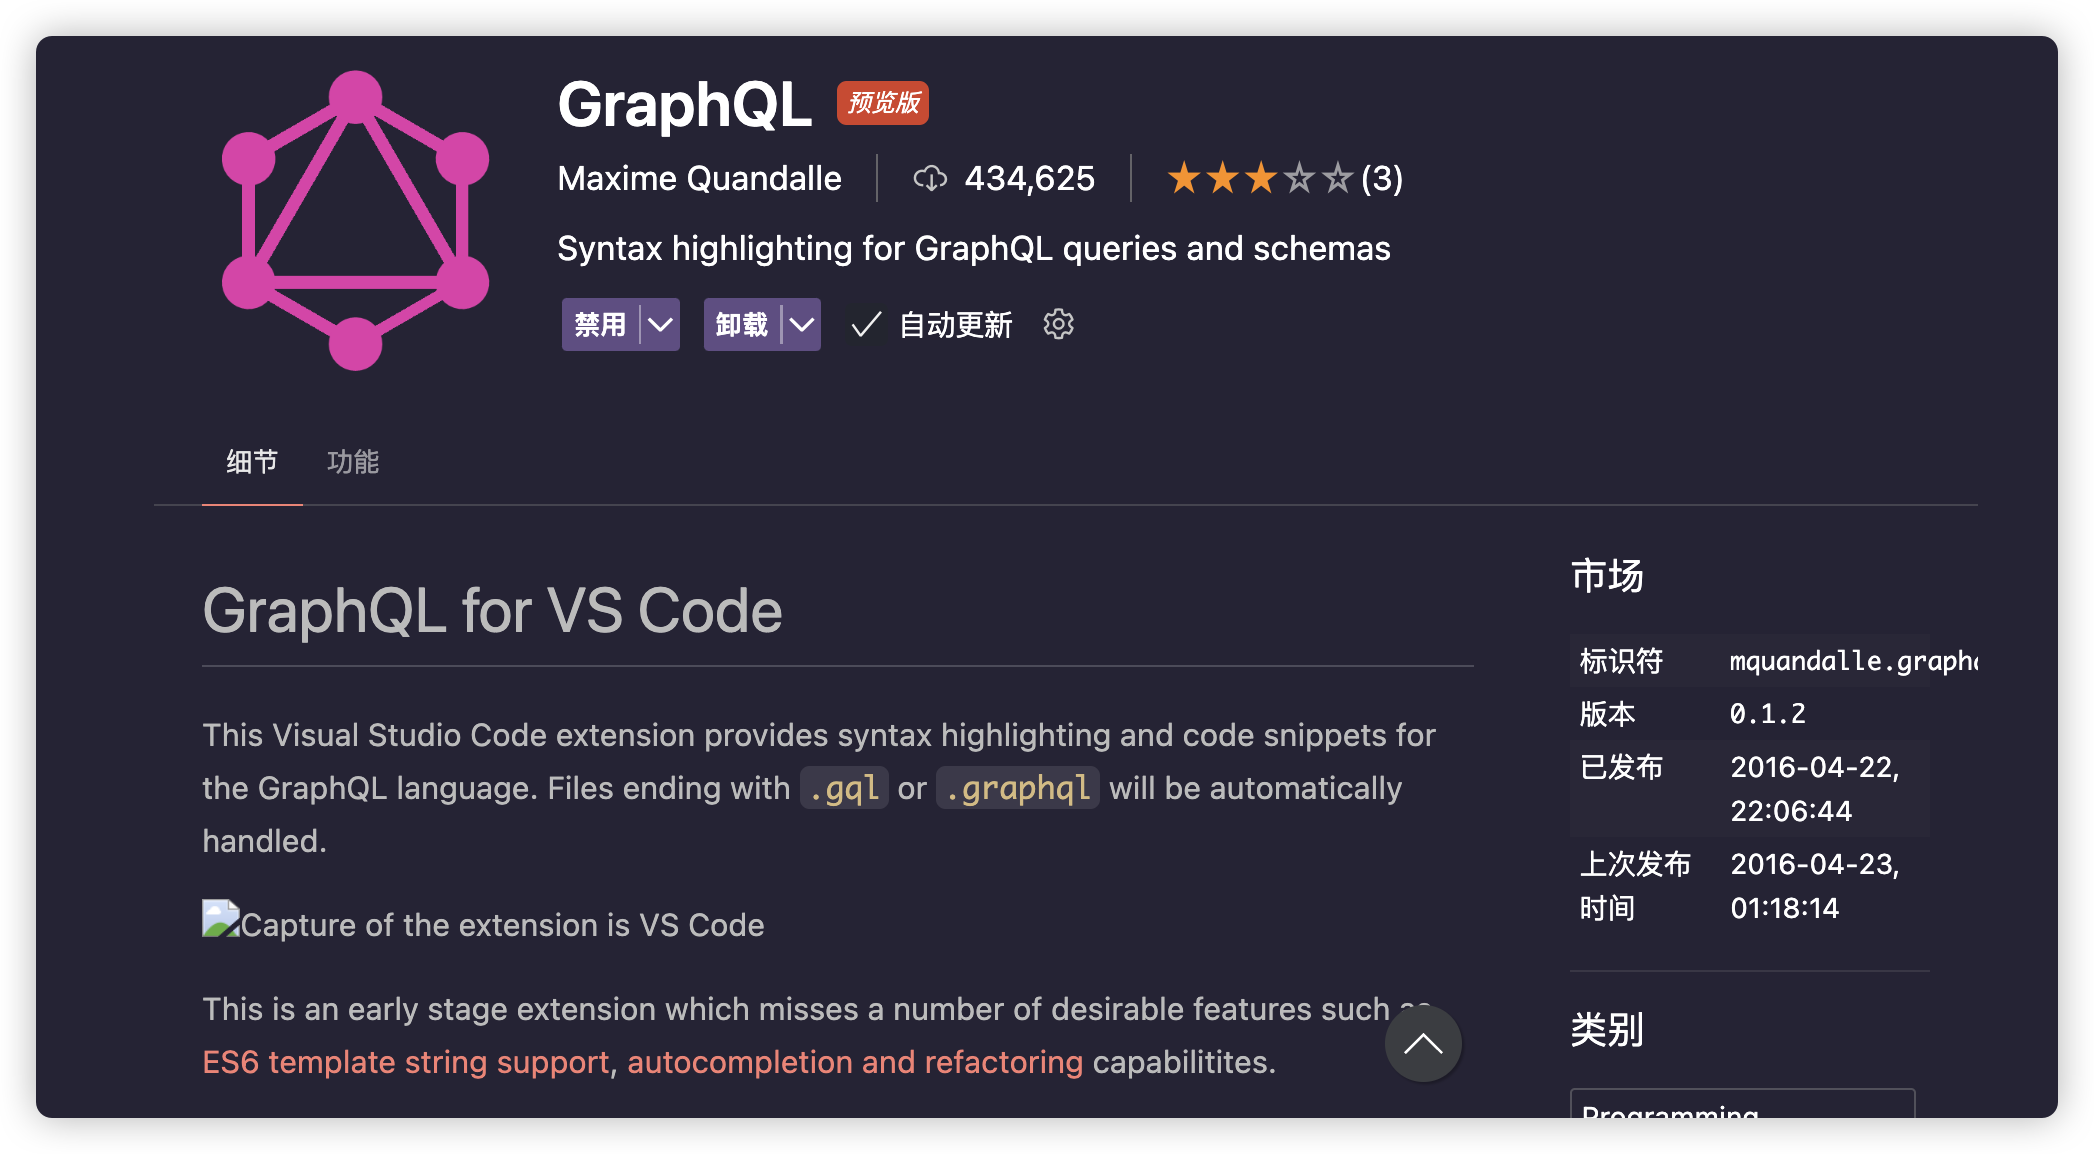 GraphQL 预览版
Maxime Quandalle 434,625 (3)
Syntax highlighting for GraphQL queries and schemas
禁用 卸载 自动更新
细节 功能
GraphQL for VS Code
This Visual Studio Code extension provides syntax highlighting and code snippets for
the GraphQL language. Files ending with .gql or .graphql will be automatically
handled.
Capture of the extension is VS Code
This is an early stage extension which misses a number of desirable features such
ES6 template string support, autocompletion and refactoring capabilitites.
市场
标识符 mquandalle.graph
版本 0.1.2
已发布 2016-04-22,
22:06:44
上次发布 2016-04-23,
时间 01:18:14
类别
Programming